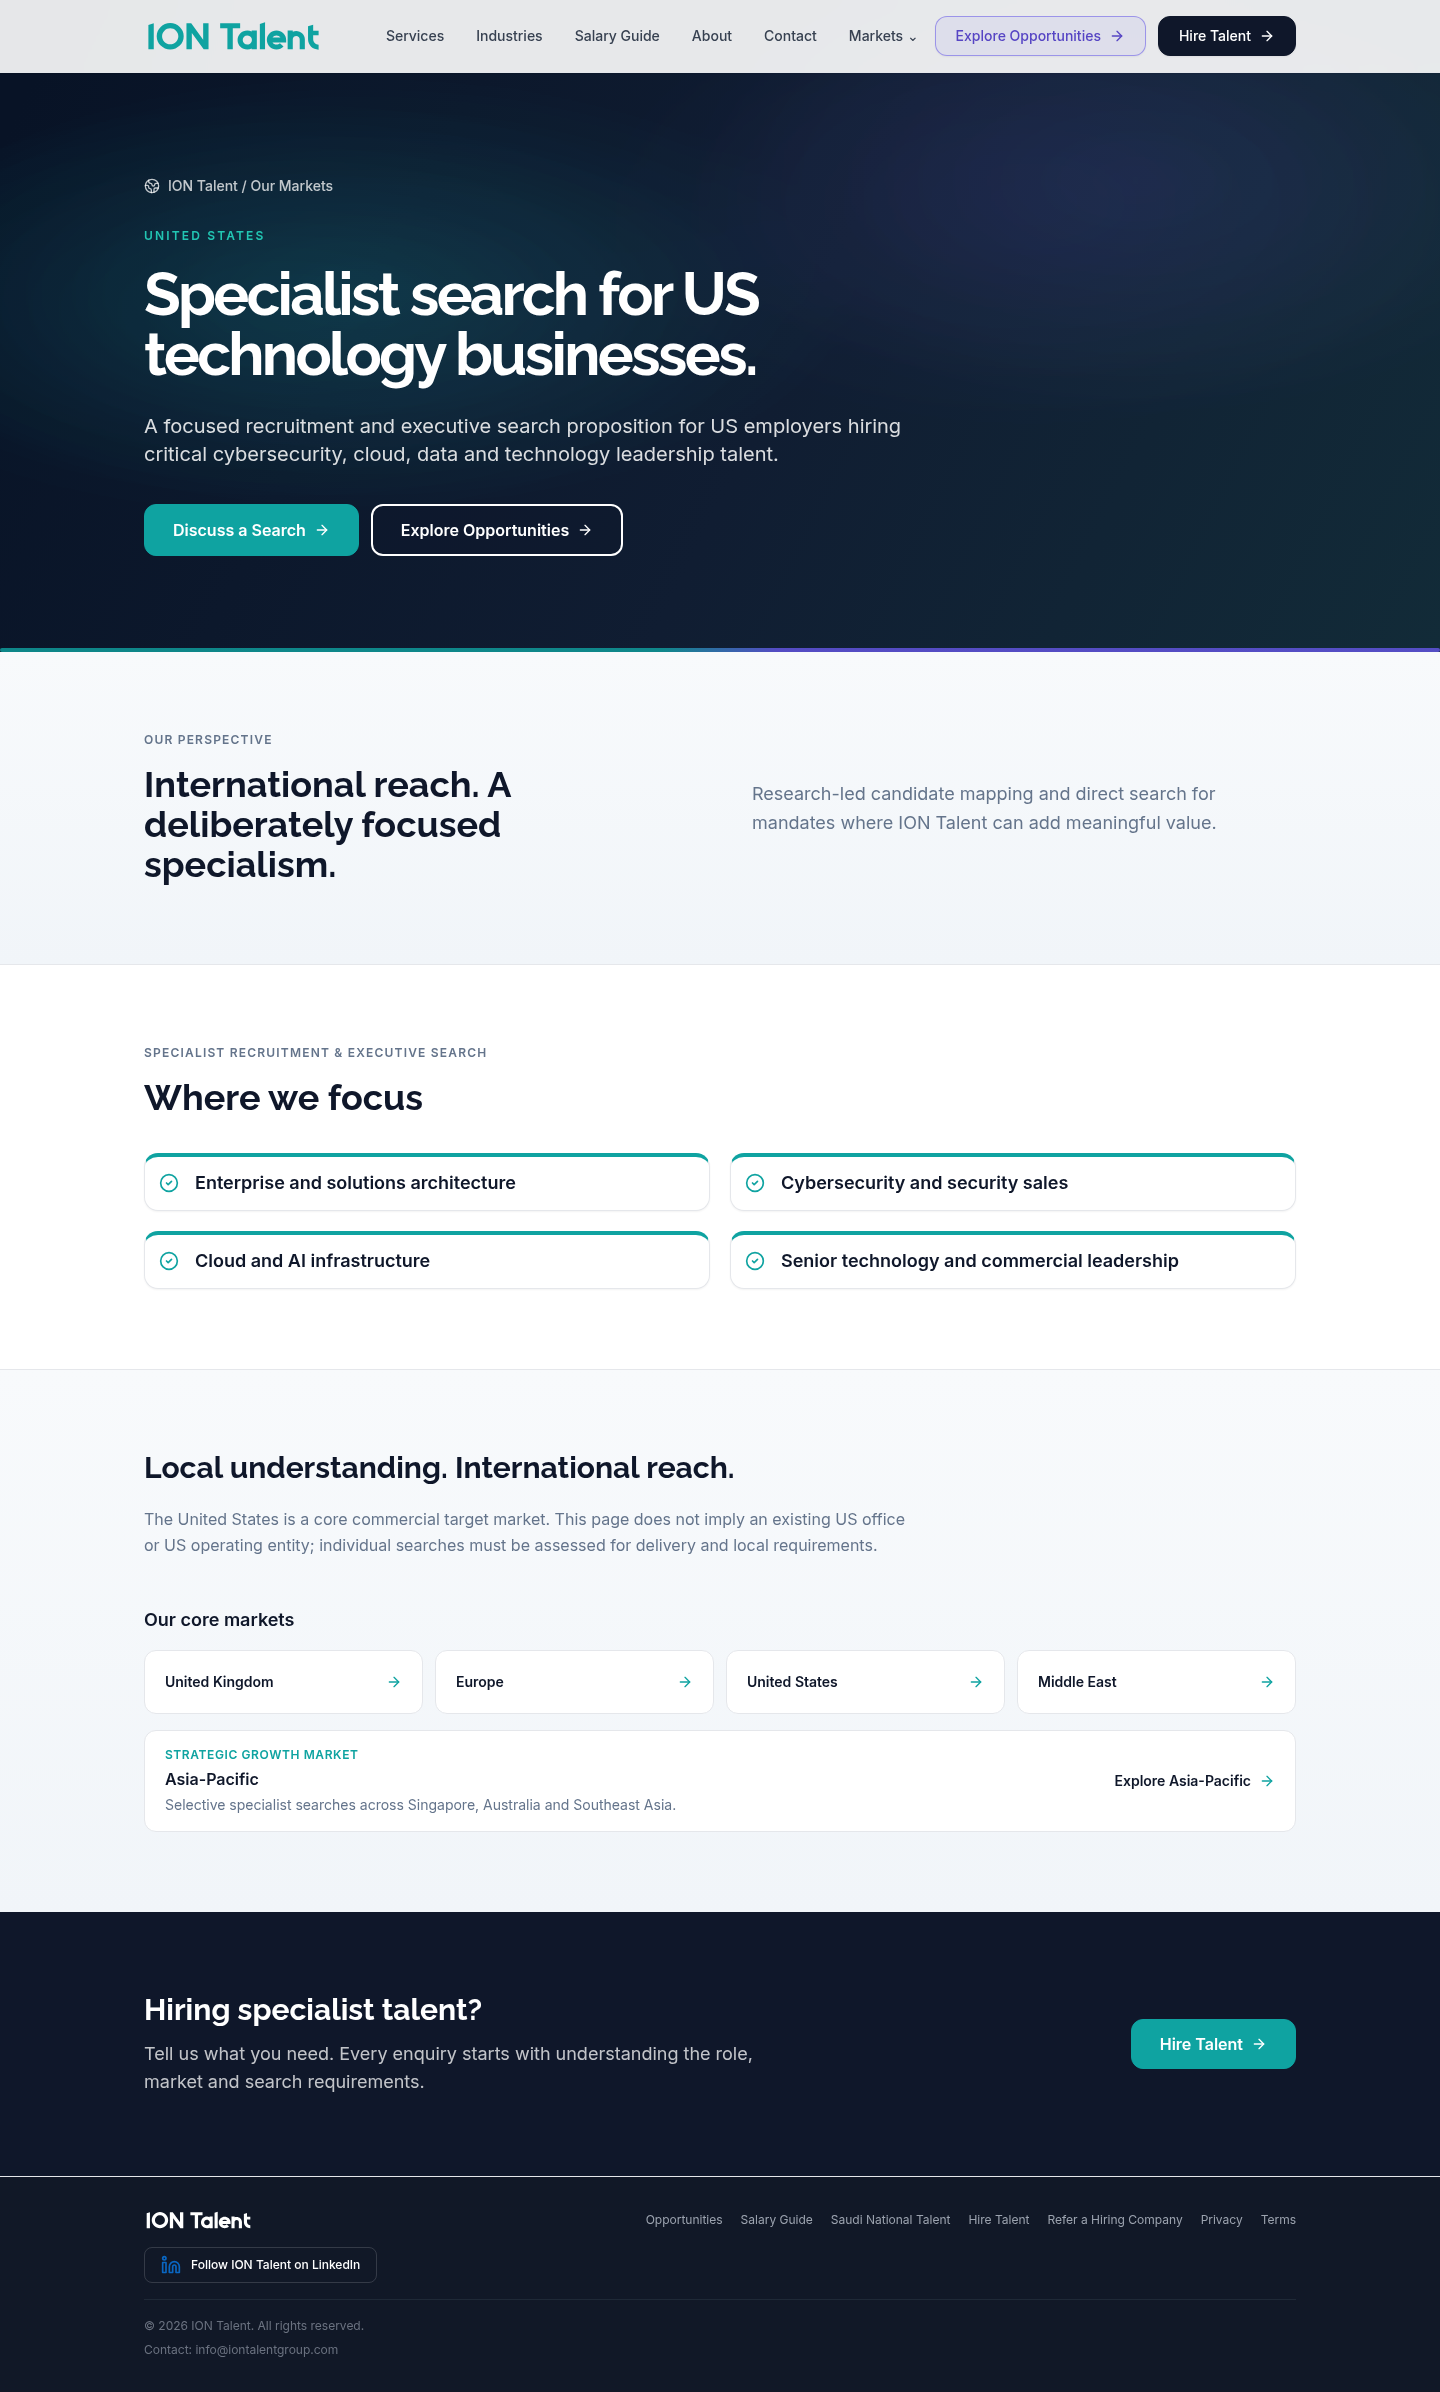 ION Talent
Services
Industries
Salary Guide
About
Contact
Markets
Explore Opportunities
Hire Talent
ION Talent / Our Markets
UNITED STATES
Specialist search for US
technology businesses.
A focused recruitment and executive search proposition for US employers hiring
critical cybersecurity, cloud, data and technology leadership talent.
Discuss a Search
Explore Opportunities
OUR PERSPECTIVE
International reach. A
deliberately focused
specialism.
Research-led candidate mapping and direct search for
mandates where ION Talent can add meaningful value.
SPECIALIST RECRUITMENT & EXECUTIVE SEARCH
Where we focus
Enterprise and solutions architecture
Cybersecurity and security sales
Cloud and AI infrastructure
Senior technology and commercial leadership
Local understanding. International reach.
The United States is a core commercial target market. This page does not imply an existing US office
or US operating entity; individual searches must be assessed for delivery and local requirements.
Our core markets
United Kingdom
Europe
United States
Middle East
STRATEGIC GROWTH MARKET
Asia-Pacific
Selective specialist searches across Singapore, Australia and Southeast Asia.
Explore Asia-Pacific
Hiring specialist talent?
Tell us what you need. Every enquiry starts with understanding the role,
market and search requirements.
Hire Talent
ION Talent
Opportunities
Salary Guide
Saudi National Talent
Hire Talent
Refer a Hiring Company
Privacy
Terms
Follow ION Talent on LinkedIn
© 2026 ION Talent. All rights reserved.
Contact: info@iontalentgroup.com